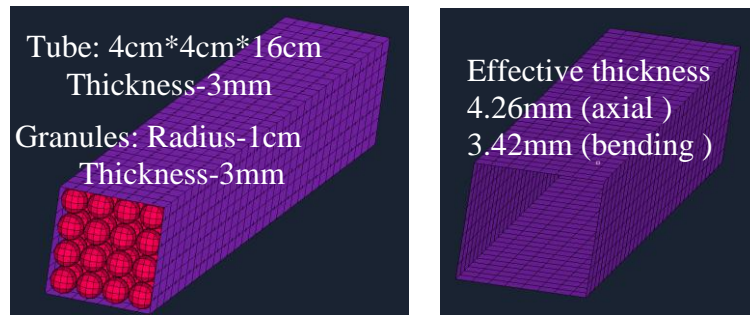 Tube: 4cm*4cm*16cm
Thickness-3mm
Granules: Radius-1cm
Thickness-3mm
Effective thickness
4.26mm (axial )
3.42mm (bending )